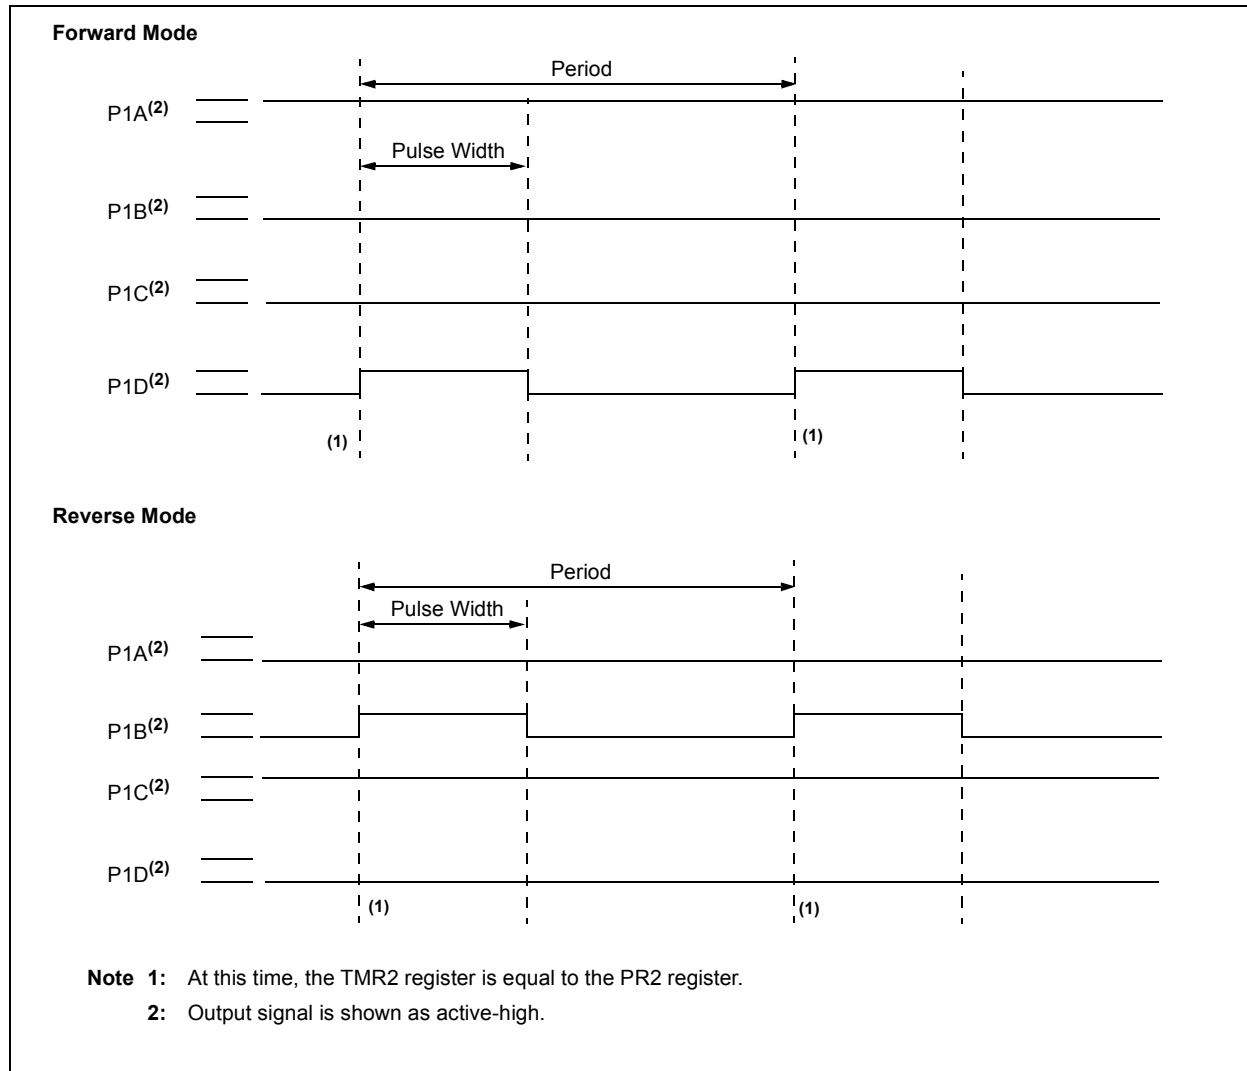 Forward Mode
Period
P1A(2)
Pulse Width
P1B(2)
P1C(2)
P1D(2)
(1) (1)
Reverse Mode
Period
Pulse Width
P1A(2)
P1B(2)
P1C(2)
P1D(2)
(1) (1)
Note 1: At this time, the TMR2 register is equal to the PR2 register.
2: Output signal is shown as active-high.